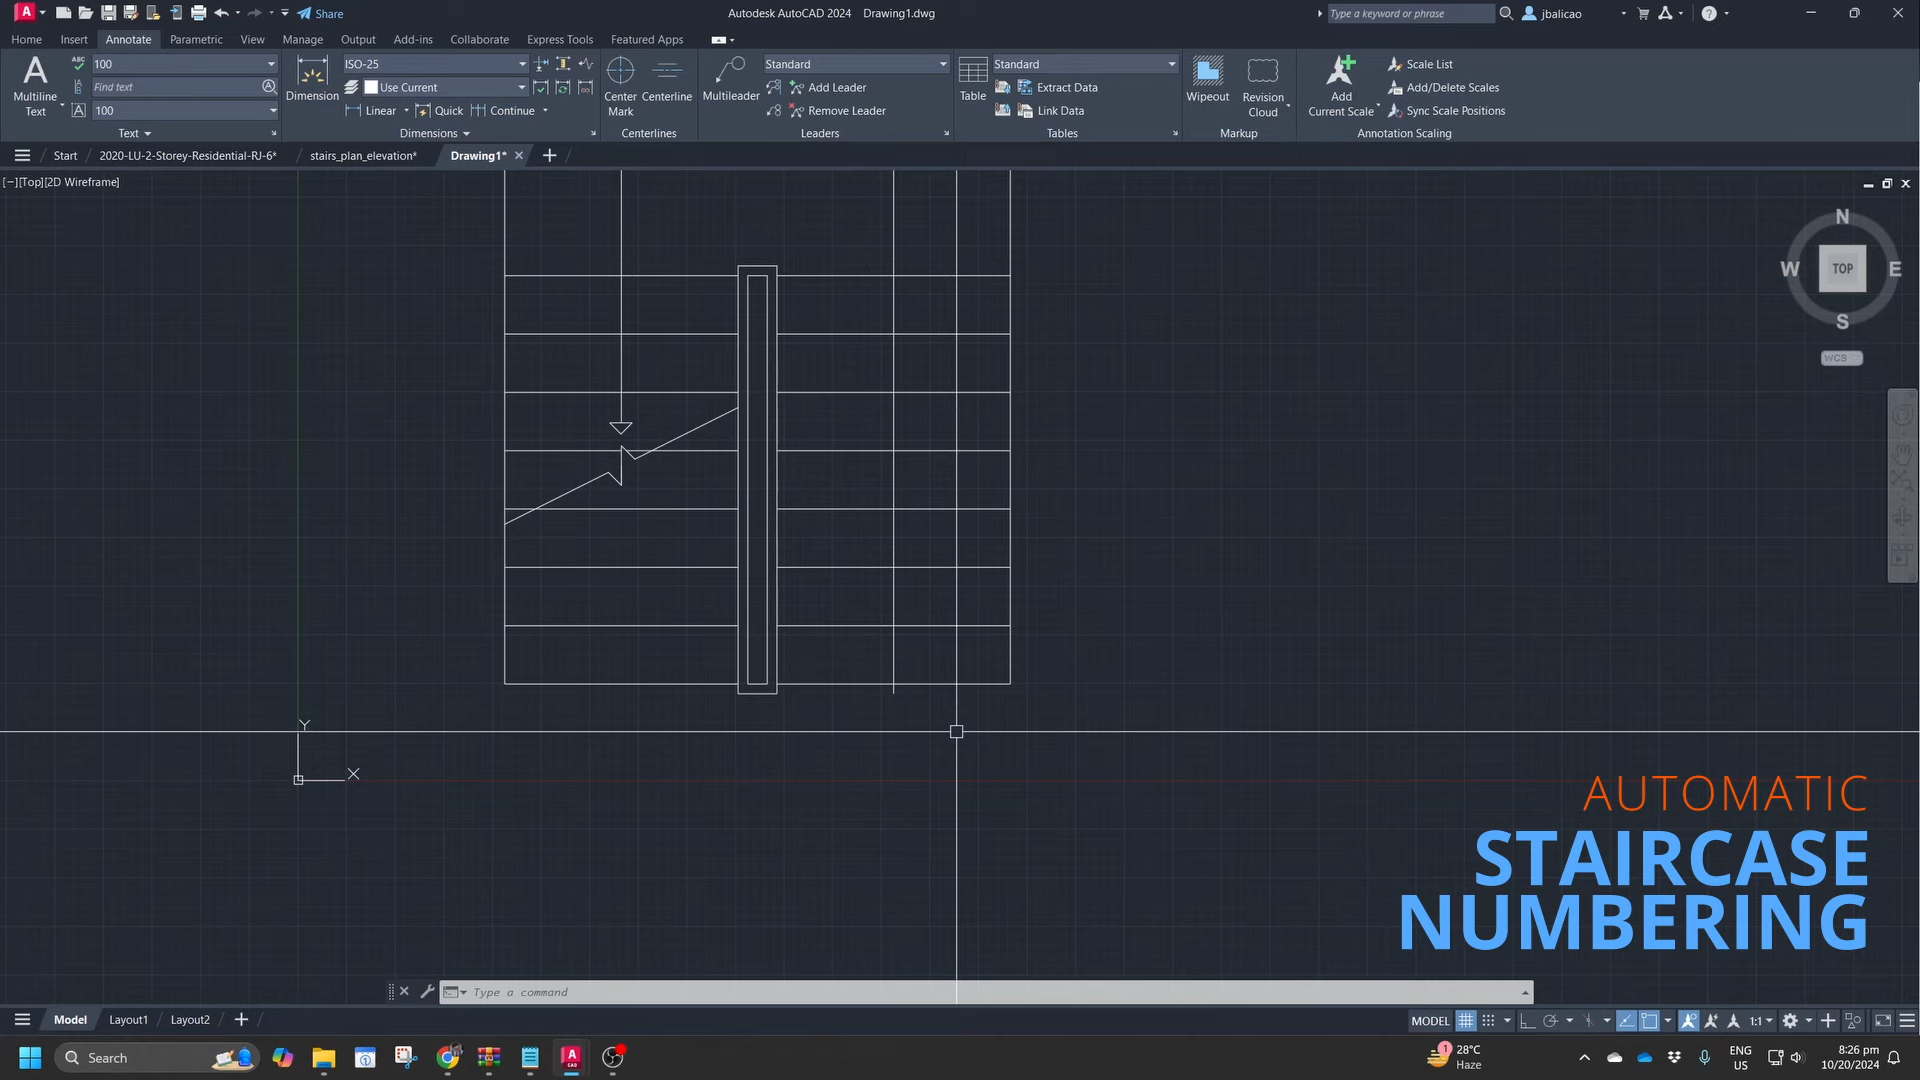 Share
Autodesk AutoCAD 2024 Drawing1.dwg
Type a keyword or phrase
jbalicao
Home Insert Annotate Parametric View Manage Output Add-ins Collaborate Express Tools Featured Apps
Multiline Text
ABC
100
Find text
100
Text
Dimension
ISO-25
Use Current
Linear Quick Continue
Dimensions
Center Mark
Centerline
Centerlines
Multileader
Standard
Add Leader
Remove Leader
Leaders
Table
Standard
Extract Data
Link Data
Tables
Wipeout
Revision Cloud
Markup
Add Current Scale
Scale List
Add/Delete Scales
Sync Scale Positions
Annotation Scaling
Start 2020-LU-2-Storey-Residential-RJ-6* stairs_plan_elevation* Drawing1*
[−][Top][2D Wireframe]
N
W TOP E
S
WCS
Y
X
AUTOMATIC
STAIRCASE
NUMBERING
Type a command
Model Layout1 Layout2
MODEL 1:1
Search
1
28°C
Haze
ENG
US
8:26 pm
10/20/2024